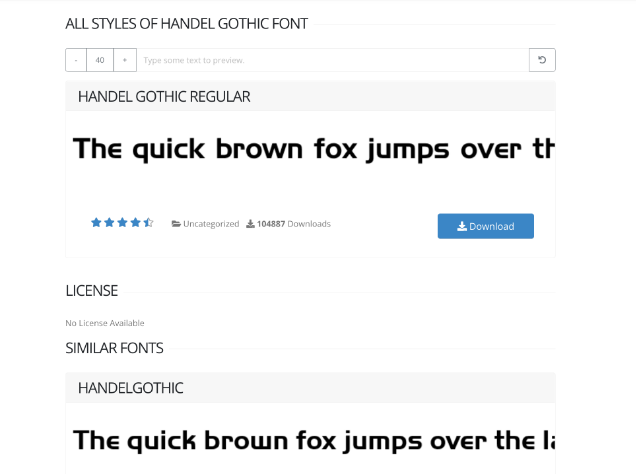 ALL STYLES OF HANDEL GOTHIC FONT
- 40 + Type some text to preview.
HANDEL GOTHIC REGULAR
The quick brown fox jumps over th
Uncategorized 104887 Downloads Download
LICENSE
No License Available
SIMILAR FONTS
HANDELGOTHIC
The quick brown fox jumps over the la